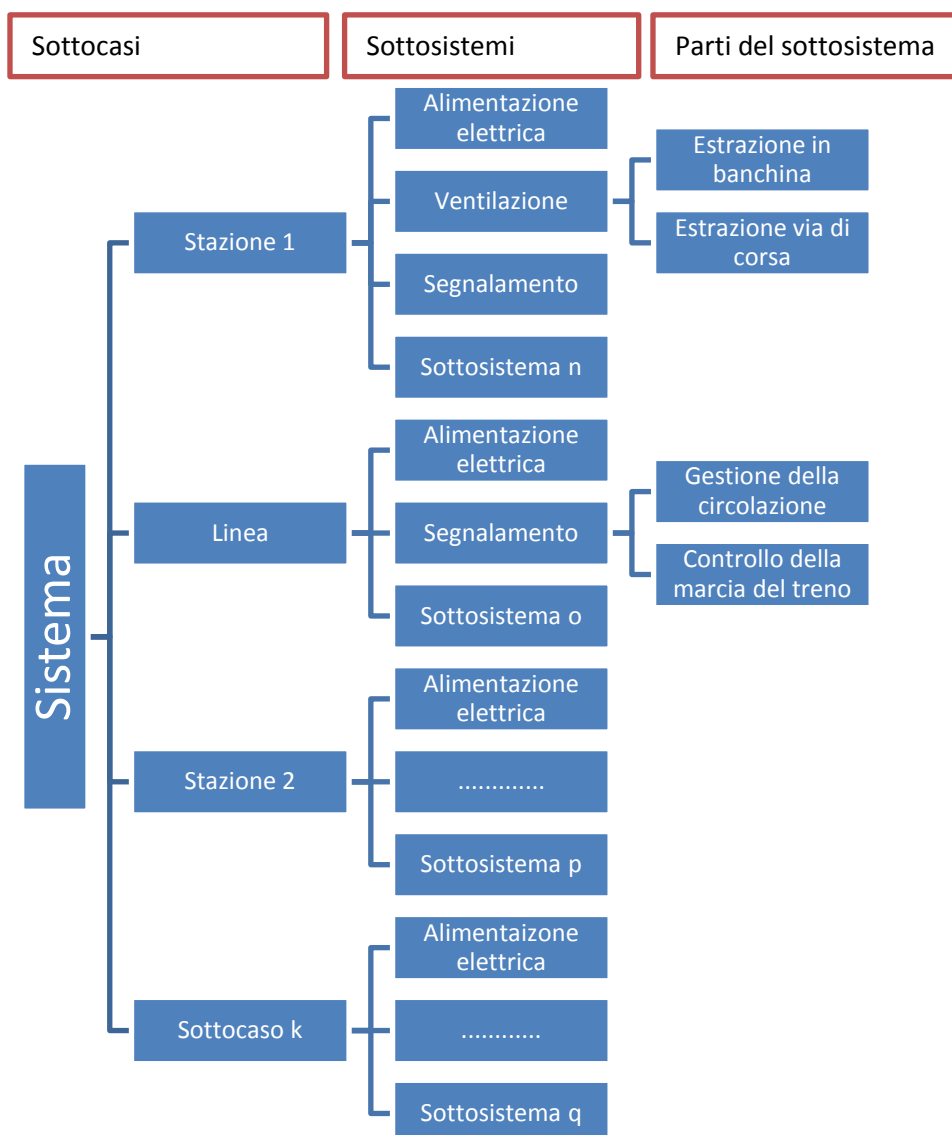 Sottocasi
Sottosistemi
Parti del sottosistema
Sistema
Stazione 1
Alimentazione
elettrica
Ventilazione
Estrazione in
banchina
Estrazione via di
corsa
Segnalamento
Sottosistema n
Linea
Alimentazione
elettrica
Segnalamento
Gestione della
circolazione
Controllo della
marcia del treno
Sottosistema o
Stazione 2
Alimentazione
elettrica
.............
Sottosistema p
Sottocaso k
Alimentaizone
elettrica
............
Sottosistema q